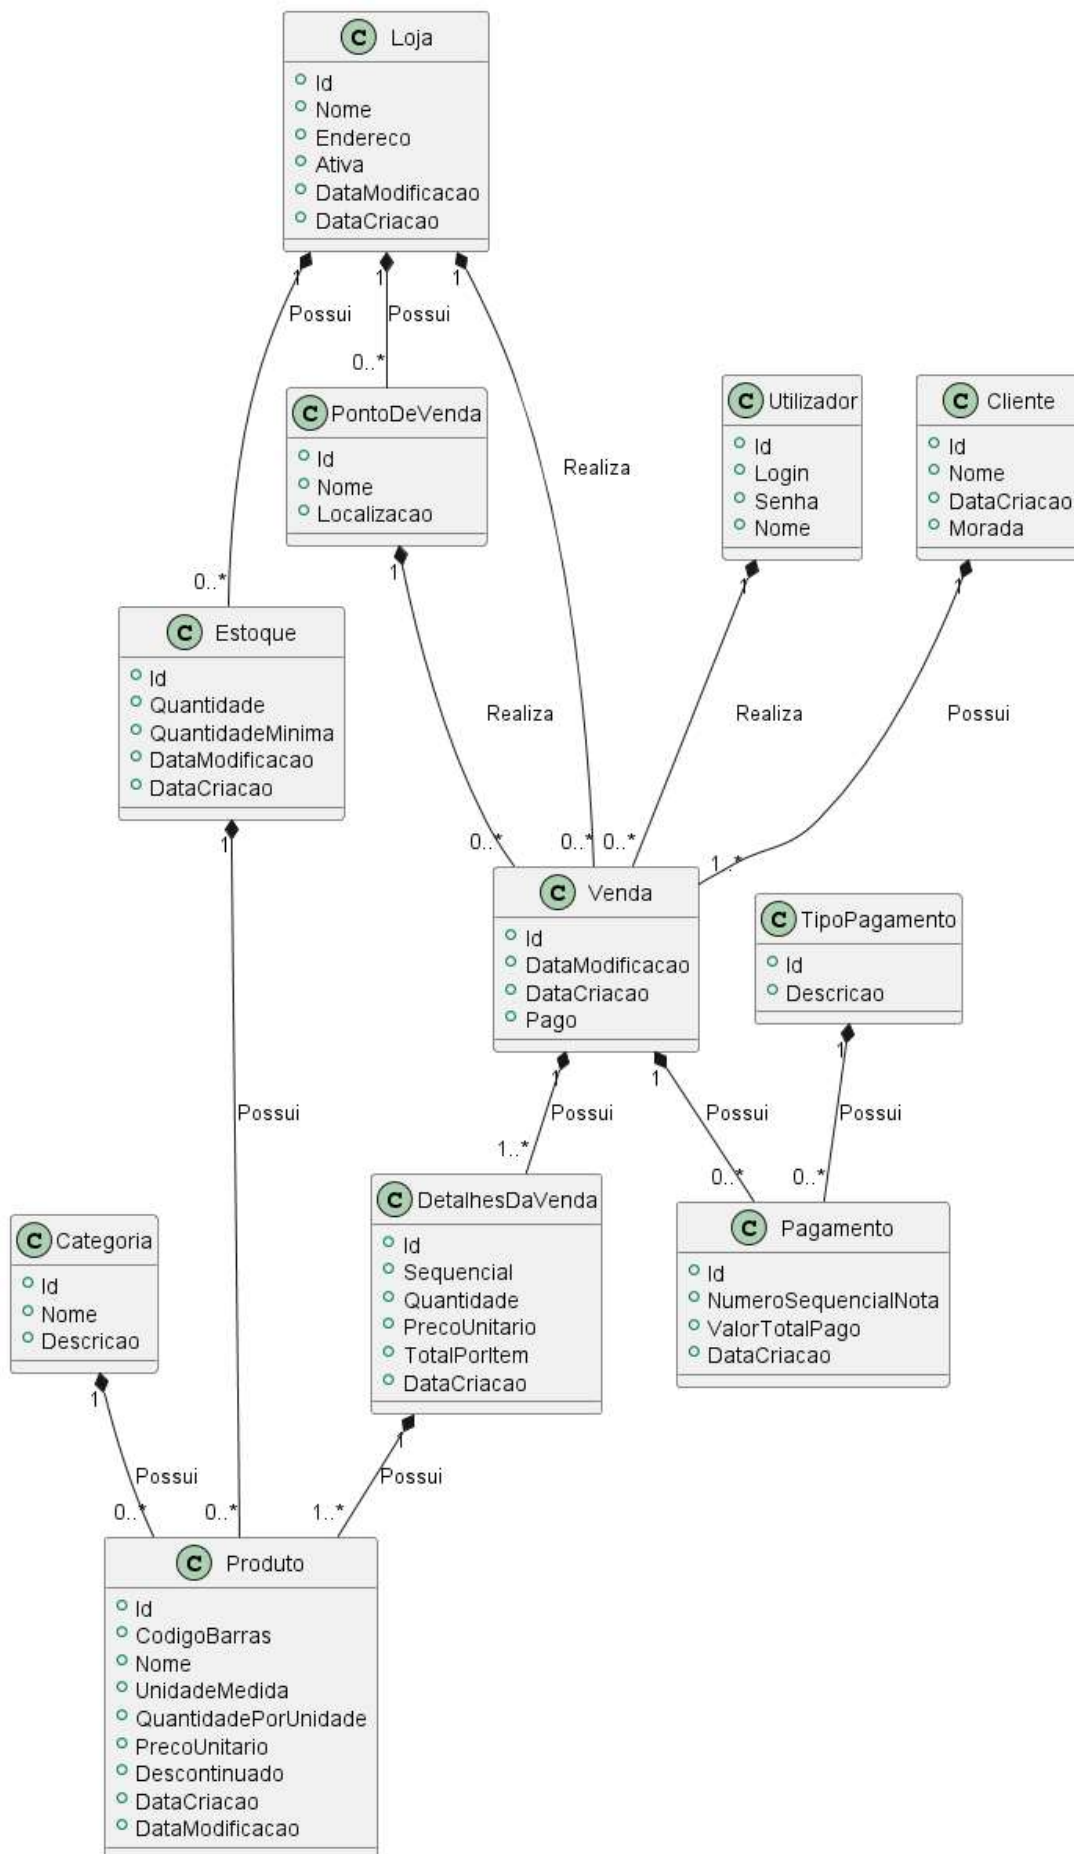 C Loja
Id
Nome
Endereco
Ativa
DataModificacao
DataCriacao
1
1
1
Possui
Possui
0..*
0..*
Realiza
C PontoDeVenda
Id
Nome
Localizacao
1
C Utilizador
Id
Login
Senha
Nome
1
C Cliente
Id
Nome
DataCriacao
Morada
1
C Estoque
Id
Quantidade
QuantidadeMinima
DataModificacao
DataCriacao
1
Realiza
Realiza
Possui
0..*
0..*
0..*
1..*
C Venda
Id
DataModificacao
DataCriacao
Pago
1
1
C TipoPagamento
Id
Descricao
1
Possui
Possui
Possui
Possui
1..*
0..*
0..*
C Categoria
Id
Nome
Descricao
1
C DetalhesDaVenda
Id
Sequencial
Quantidade
PrecoUnitario
TotalPorItem
DataCriacao
1
C Pagamento
Id
NumeroSequencialNota
ValorTotalPago
DataCriacao
Possui
Possui
0..*
0..*
1..*
C Produto
Id
CodigoBarras
Nome
UnidadeMedida
QuantidadePorUnidade
PrecoUnitario
Descontinuado
DataCriacao
DataModificacao